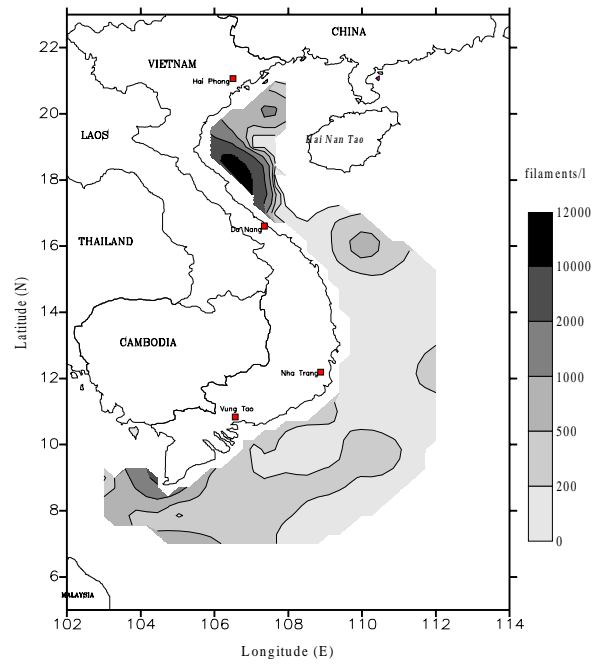 22
20
18
16
14
12
10
8
6
Latitude (N)
102
104
106
108
110
112
114
Longitude (E)
CHINA
VIETNAM
Hai Phong
LAOS
Hai Nan Tao
THAILAND
Da Nang
CAMBODIA
Nha Trang
Vung Tao
MALAYSIA
filaments/l
12000
10000
2000
1000
500
200
0